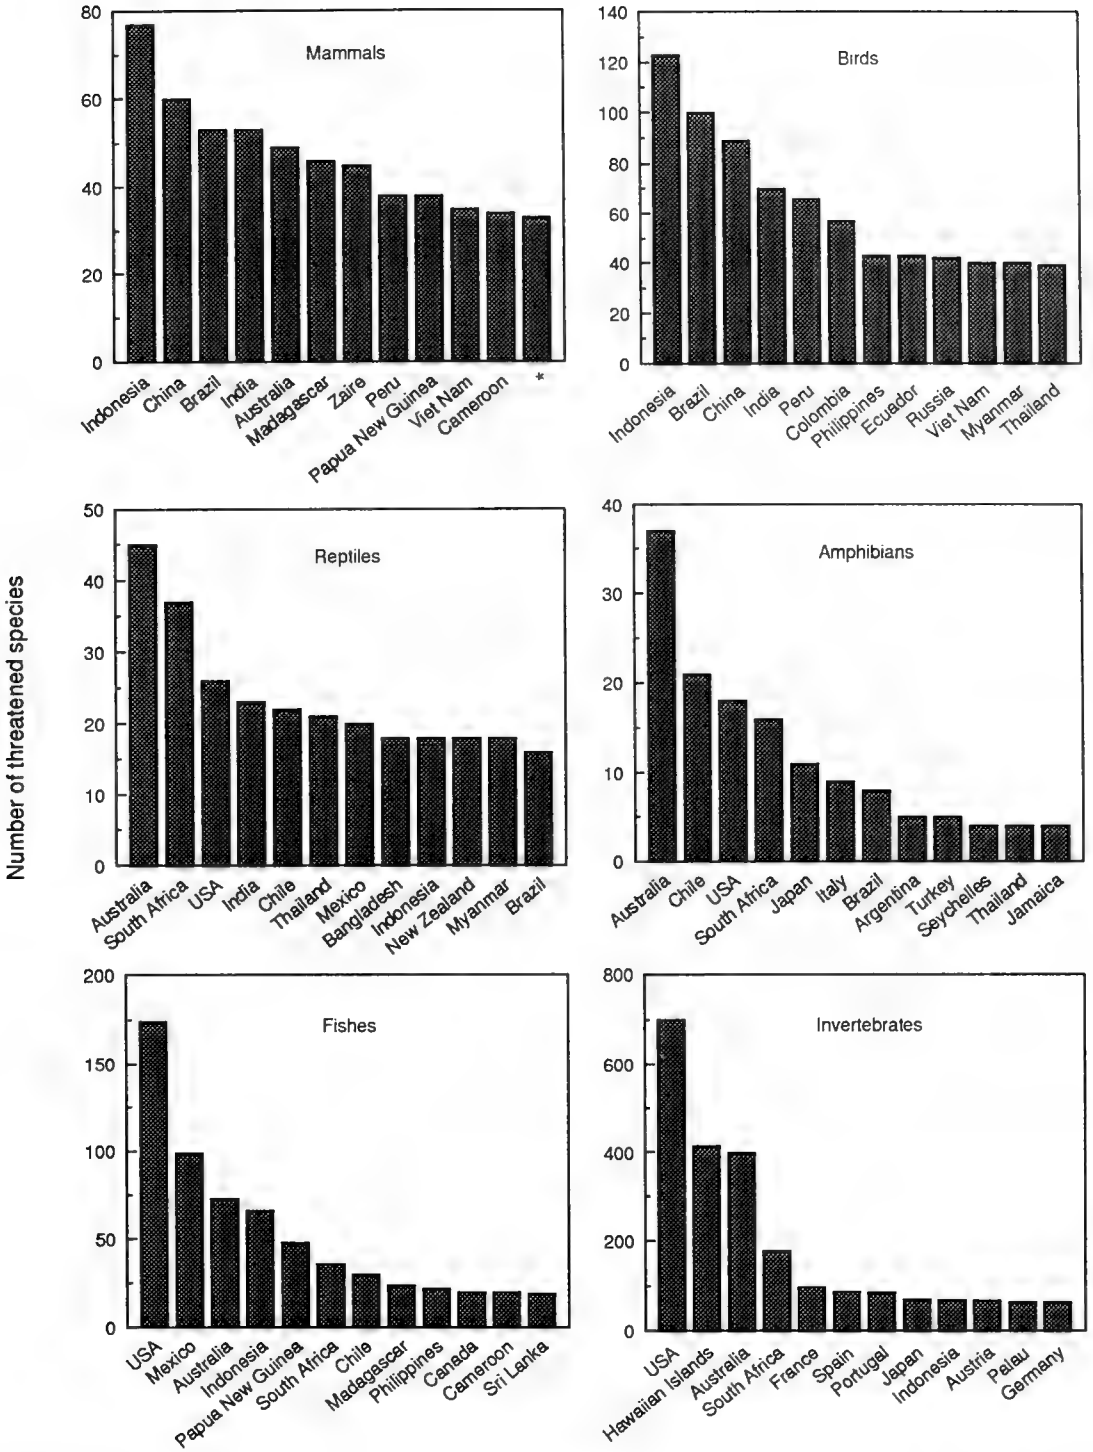 Number of threatened species
Mammals
80
60
40
20
0
Indonesia
China
Brazil
India
Australia
Madagascar
Zaire
Peru
Papua New Guinea
Viet Nam
Cameroon
*
Birds
140
120
100
80
60
40
20
0
Indonesia
Brazil
China
India
Peru
Colombia
Philippines
Ecuador
Russia
Viet Nam
Myanmar
Thailand
Reptiles
50
40
30
20
10
0
Australia
South Africa
USA
India
Chile
Thailand
Mexico
Bangladesh
Indonesia
New Zealand
Myanmar
Brazil
Amphibians
40
30
20
10
0
Australia
Chile
USA
South Africa
Japan
Italy
Brazil
Argentina
Turkey
Seychelles
Thailand
Jamaica
Fishes
200
150
100
50
0
USA
Mexico
Australia
Indonesia
Papua New Guinea
South Africa
Chile
Madagascar
Philippines
Canada
Cameroon
Sri Lanka
Invertebrates
800
600
400
200
0
USA
Hawaiian Islands
Australia
South Africa
France
Spain
Portugal
Japan
Indonesia
Austria
Palau
Germany